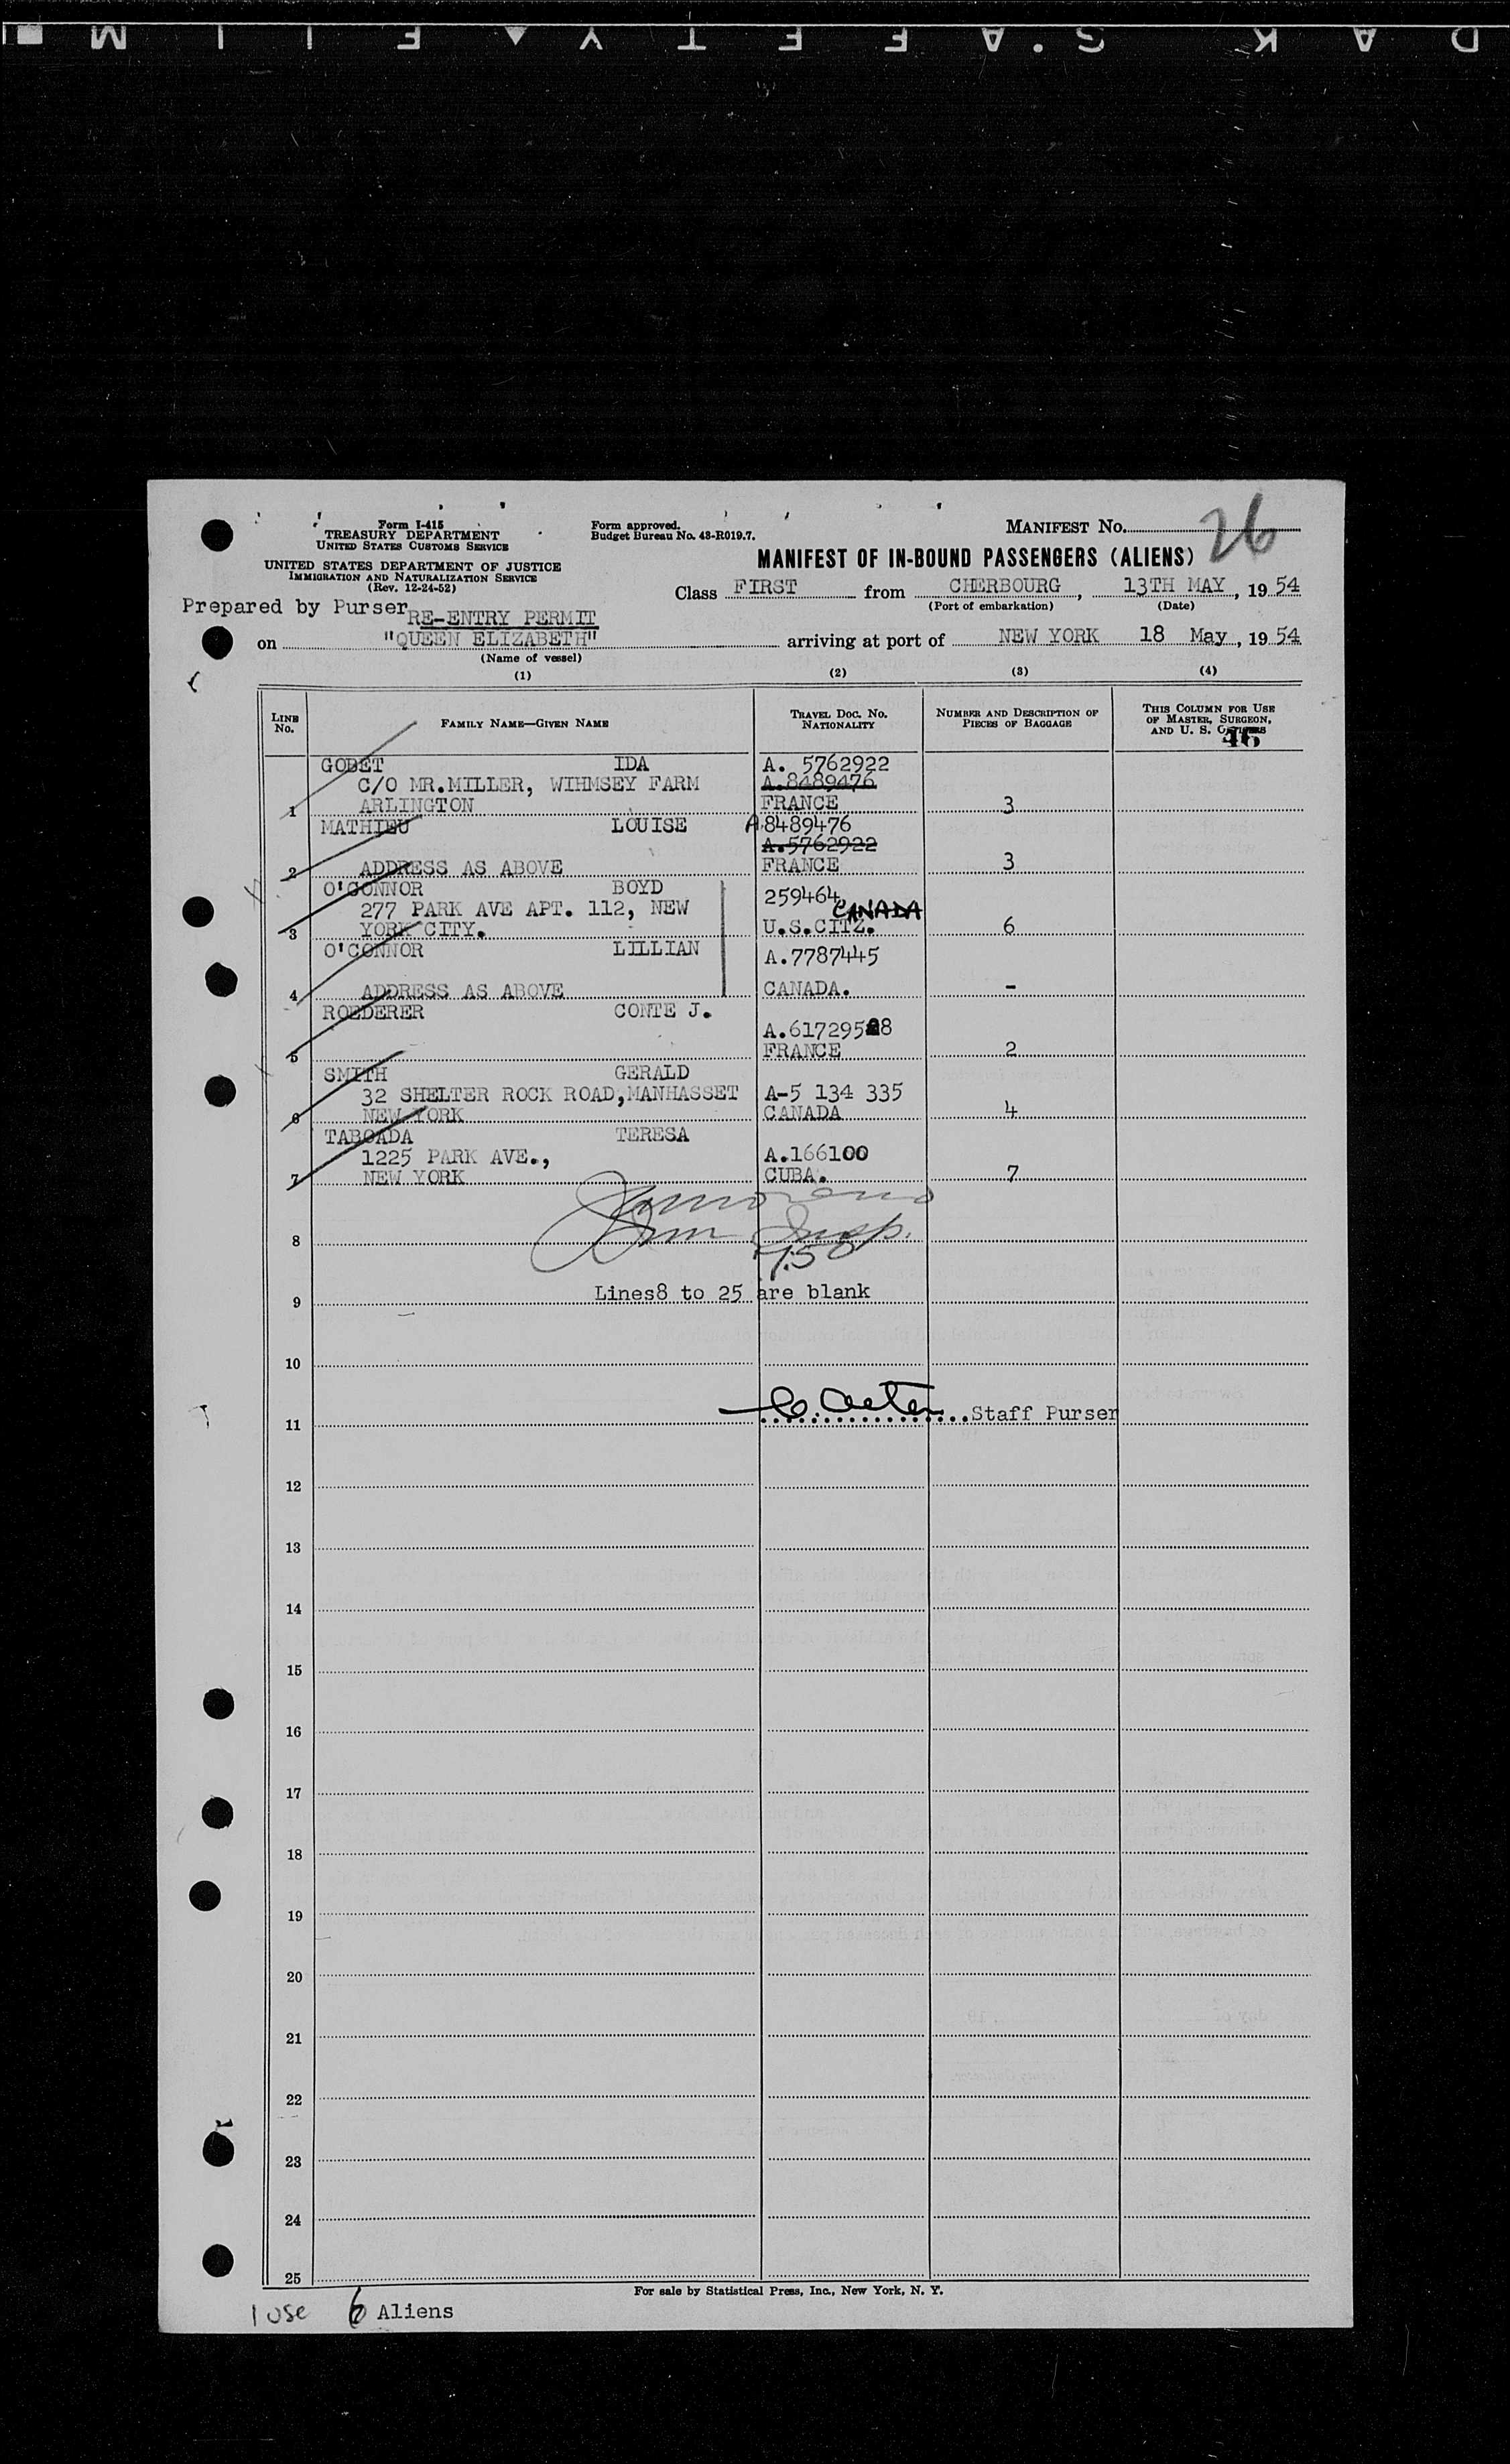 D A K S·A F E T Y ▲ F I L M ■
Form I-415
TREASURY DEPARTMENT
UNITED STATES CUSTOMS SERVICE
UNITED STATES DEPARTMENT OF JUSTICE
IMMIGRATION AND NATURALIZATION SERVICE
(Rev. 12-24-52)
Form approved.
Budget Bureau No. 43-R019.7.
MANIFEST NO. 26
MANIFEST OF IN-BOUND PASSENGERS (ALIENS)
Class FIRST from CHERBOURG, 13TH MAY, 19 54
(Port of embarkation) (Date)
Prepared by Purser RE-ENTRY PERMIT
on "QUEEN ELIZABETH" arriving at port of NEW YORK 18 May, 19 54
(Name of vessel)
(1) (2) (3) (4)
LINE NO. FAMILY NAME—GIVEN NAME TRAVEL DOC. NO. NATIONALITY NUMBER AND DESCRIPTION OF PIECES OF BAGGAGE THIS COLUMN FOR USE OF MASTER, SURGEON, AND U. S. OFFICERS
46
GODET IDA A. 5762922
C/O MR.MILLER, WIHMSEY FARM A.8489476
1 ARLINGTON FRANCE 3
MATHIEU LOUISE A8489476
A.5762922
2 ADDRESS AS ABOVE FRANCE 3
O'CONNOR BOYD 259464
277 PARK AVE APT. 112, NEW CANADA
3 YORK CITY. U.S.CITZ. 6
O'CONNOR LILLIAN A.7787445
4 ADDRESS AS ABOVE CANADA. -
ROEDERER CONTE J.
A.61729588
5 FRANCE 2
SMITH GERALD
32 SHELTER ROCK ROAD,MANHASSET A-5 134 335
6 NEW YORK CANADA 4
TABOADA TERESA
1225 PARK AVE., A.166100
7 NEW YORK CUBA. 7
Imm Insp.
8
150
Lines8 to 25 are blank
9
10
Staff Purser
11
12
13
14
15
16
17
18
19
20
21
22
23
24
25
For sale by Statistical Press, Inc., New York, N. Y.
1 USC 6 Aliens